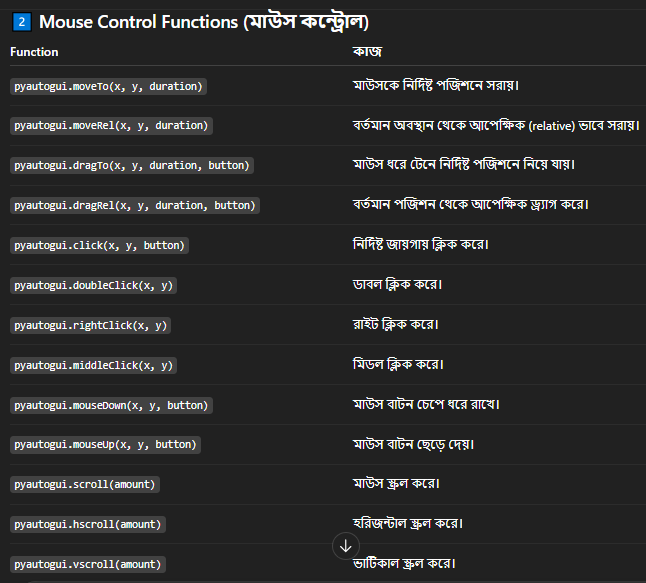 2 Mouse Control Functions (মাউস কন্ট্রোল)
Function কাজ
pyautogui.moveTo(x, y, duration) মাউসকে নির্দিষ্ট পজিশনে সরায়।
pyautogui.moveRel(x, y, duration) বর্তমান অবস্থান থেকে আপেক্ষিক (relative) ভাবে সরায়।
pyautogui.dragTo(x, y, duration, button) মাউস ধরে টেনে নির্দিষ্ট পজিশনে নিয়ে যায়।
pyautogui.dragRel(x, y, duration, button) বর্তমান পজিশন থেকে আপেক্ষিক ড্র্যাগ করে।
pyautogui.click(x, y, button) নির্দিষ্ট জায়গায় ক্লিক করে।
pyautogui.doubleClick(x, y) ডাবল ক্লিক করে।
pyautogui.rightClick(x, y) রাইট ক্লিক করে।
pyautogui.middleClick(x, y) মিডল ক্লিক করে।
pyautogui.mouseDown(x, y, button) মাউস বাটন চেপে ধরে রাখে।
pyautogui.mouseUp(x, y, button) মাউস বাটন ছেড়ে দেয়।
pyautogui.scroll(amount) মাউস স্ক্রল করে।
pyautogui.hscroll(amount) হরিজন্টাল স্ক্রল করে।
pyautogui.vscroll(amount) ভার্টিকাল স্ক্রল করে।